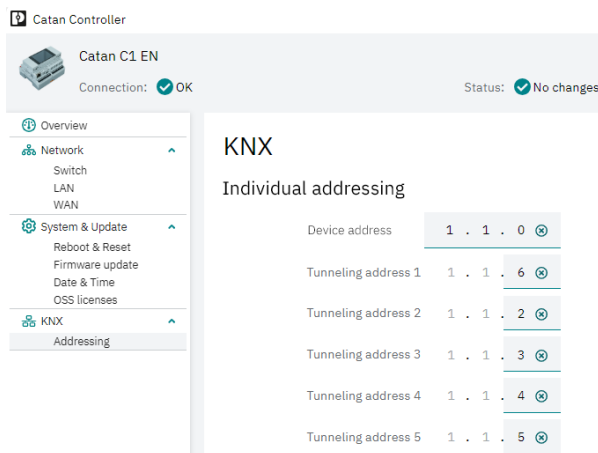 Catan Controller
Catan C1 EN
Connection: OK
Status: No changes
Overview
Network
Switch
LAN
WAN
System & Update
Reboot & Reset
Firmware update
Date & Time
OSS licenses
KNX
Addressing
KNX
Individual addressing
Device address 1 . 1 . 0
Tunneling address 1 1 . 1 . 6
Tunneling address 2 1 . 1 . 2
Tunneling address 3 1 . 1 . 3
Tunneling address 4 1 . 1 . 4
Tunneling address 5 1 . 1 . 5